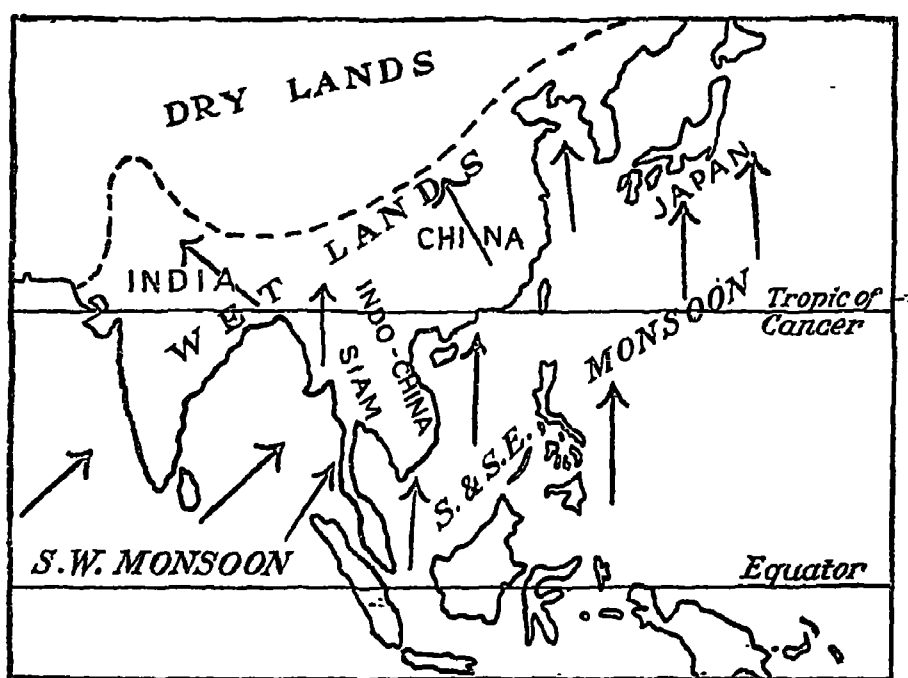 DRY LANDS
WET LANDS
CHINA
JAPAN
INDIA
INDO-CHINA
SIAM
Tropic of
Cancer
S. & S.E. MONSOON
S.W. MONSOON
Equator